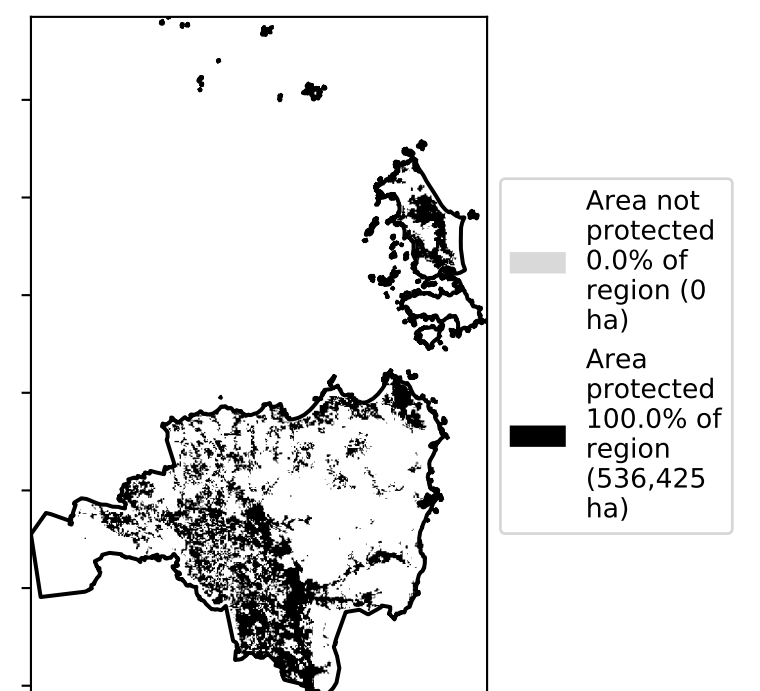 Area not
protected
0.0% of
region (0
ha)
Area
protected
100.0% of
region
(536,425
ha)